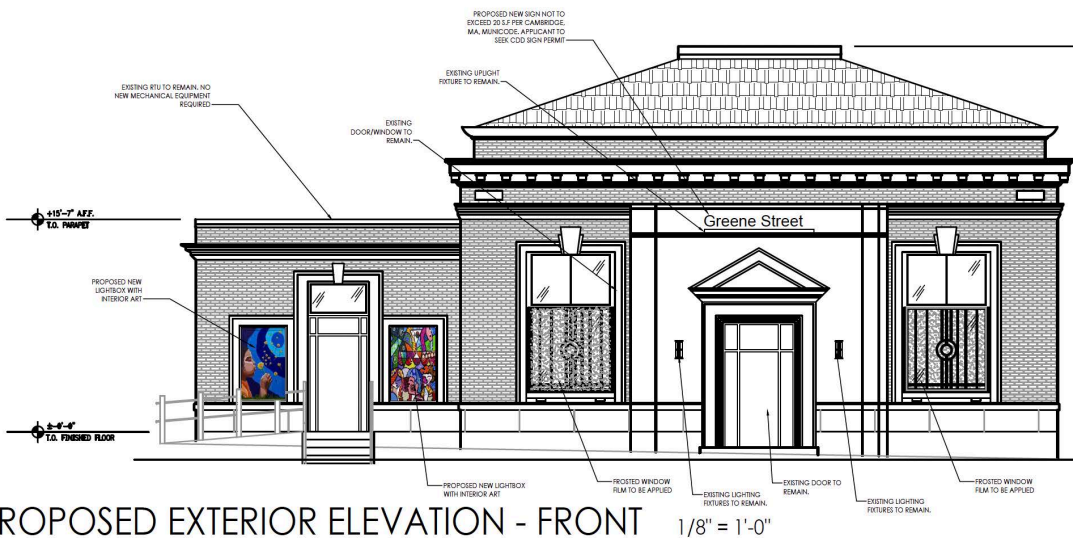 PROPOSED NEW SIGN NOT TO
EXCEED 20 S.F PER CAMBRIDGE,
MA, MUNICODE. APPLICANT TO
SEEK CDD SIGN PERMIT
EXISTING UPLIGHT
FIXTURE TO REMAIN.
EXISTING RTU TO REMAIN. NO
NEW MECHANICAL EQUIPMENT
REQUIRED
EXISTING
DOOR/WINDOW TO
REMAIN.
+15'-7" A.F.F.
T.O. PARAPET
Greene Street
PROPOSED NEW
LIGHTBOX WITH
INTERIOR ART
±-0'-0"
T.O. FINISHED FLOOR
PROPOSED NEW LIGHTBOX
WITH INTERIOR ART
FROSTED WINDOW
FILM TO BE APPLIED
EXISTING LIGHTING
FIXTURES TO REMAIN.
EXISTING DOOR TO
REMAIN.
EXISTING LIGHTING
FIXTURES TO REMAIN.
FROSTED WINDOW
FILM TO BE APPLIED
ROPOSED EXTERIOR ELEVATION - FRONT 1/8" = 1'-0"